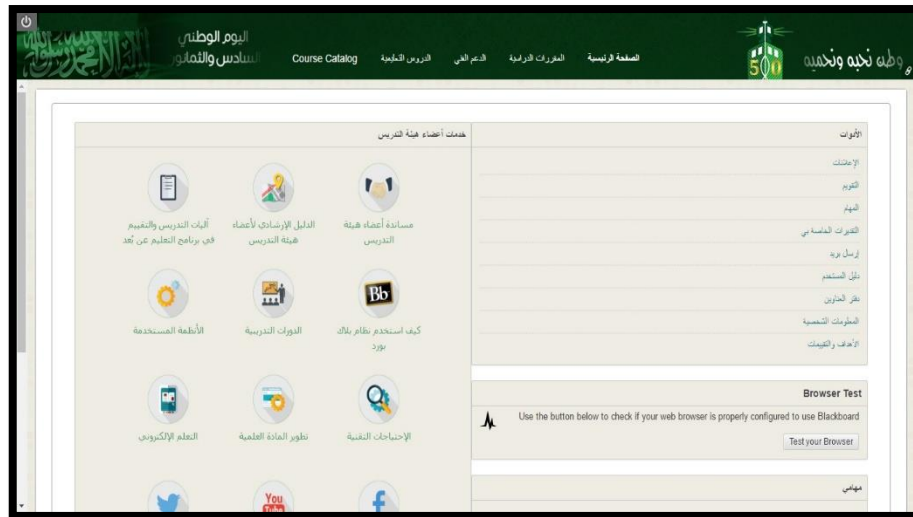 اليوم الوطني
السادس والثمانون
وطن نحبه ونحميه
الصفحة الرئيسية
المقررات الدراسية
الدعم الفني
الدروس التعليمية
Course Catalog
الأدوات
الإعلانات
التقويم
المهام
التقديرات الخاصة بي
إرسال بريد
دليل المستخدم
دفتر العناوين
المعلومات الشخصية
الأهداف والتقييمات
Browser Test
Use the button below to check if your web browser is properly configured to use Blackboard
Test your Browser
مهامي
خدمات أعضاء هيئة التدريس
مساندة أعضاء هيئة
التدريس
الدليل الإرشادي لأعضاء
هيئة التدريس
آليات التدريس والتقييم
في برنامج التعليم عن بُعد
Bb
كيف استخدم نظام بلاك
بورد
الدورات التدريبية
الأنظمة المستخدمة
الإحتياجات التقنية
تطوير المادة العلمية
التعلم الإلكتروني
You
Tube